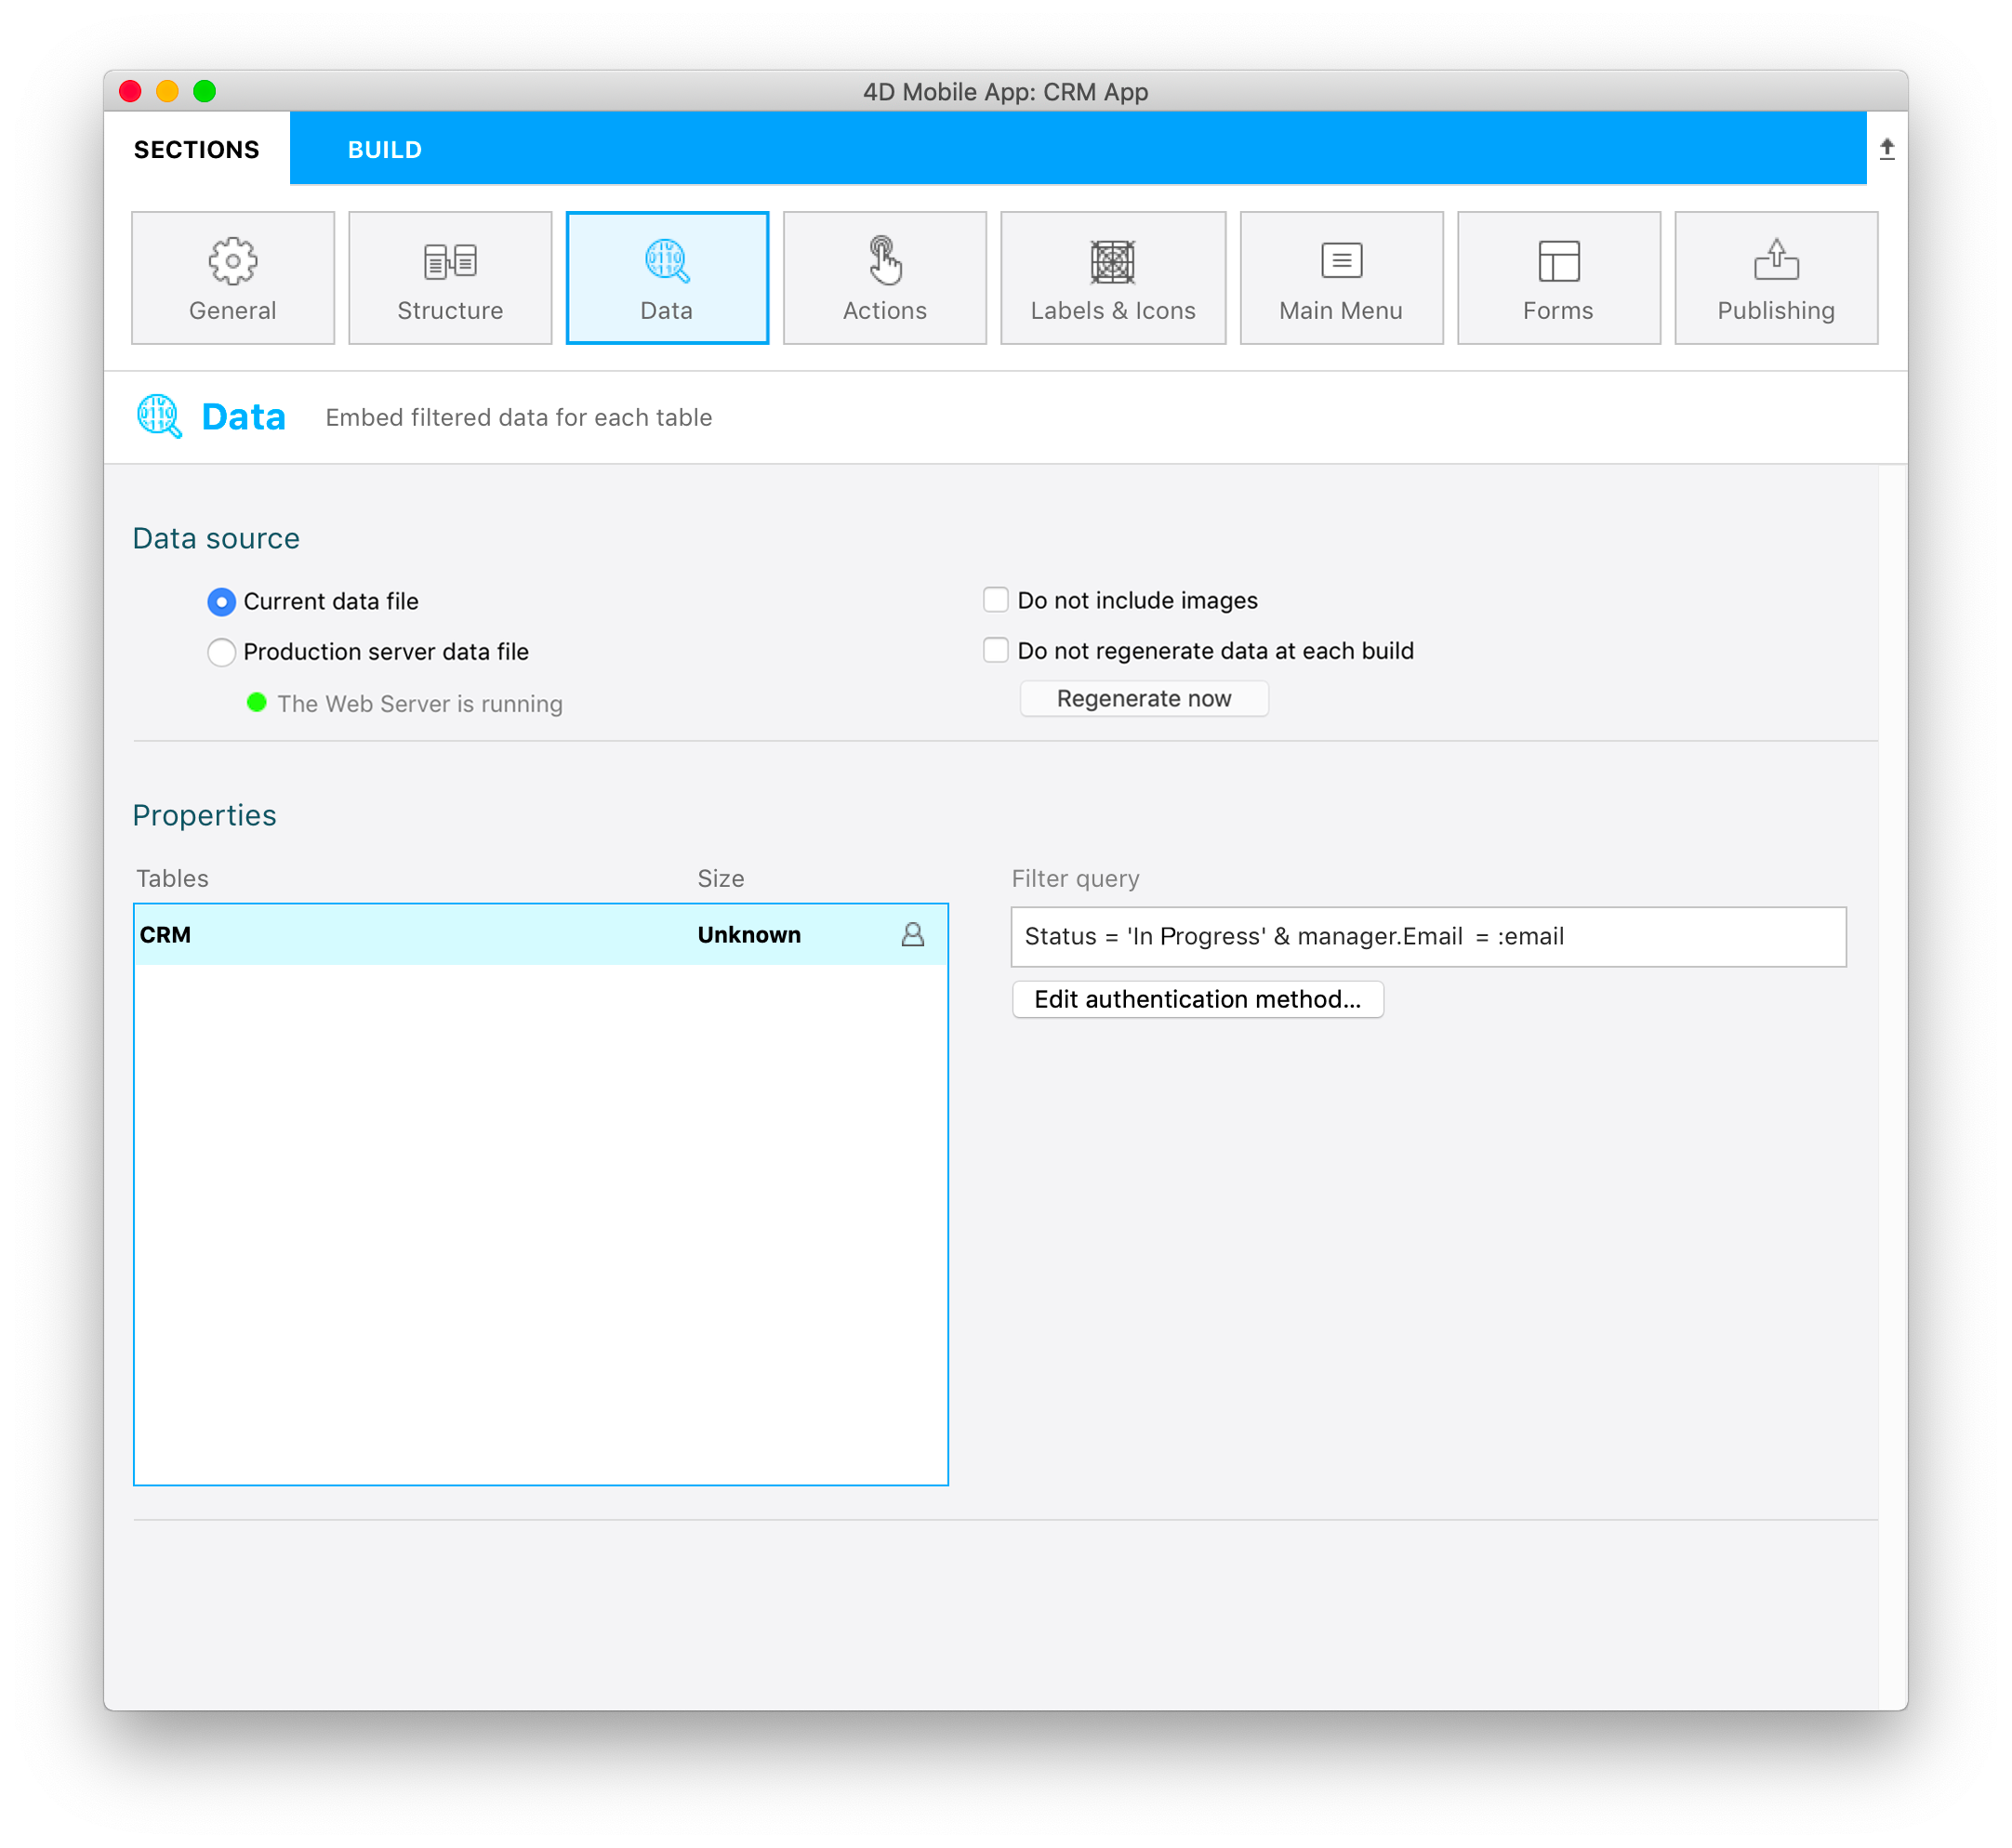 4D Mobile App: CRM App
SECTIONS BUILD
General Structure Data Actions Labels & Icons Main Menu Forms Publishing
Data Embed filtered data for each table
Data source
Current data file Do not include images
Production server data file Do not regenerate data at each build
The Web Server is running Regenerate now
Properties
Tables Size Filter query
CRM Unknown Status = 'In Progress' & manager.Email = :email
Edit authentication method...